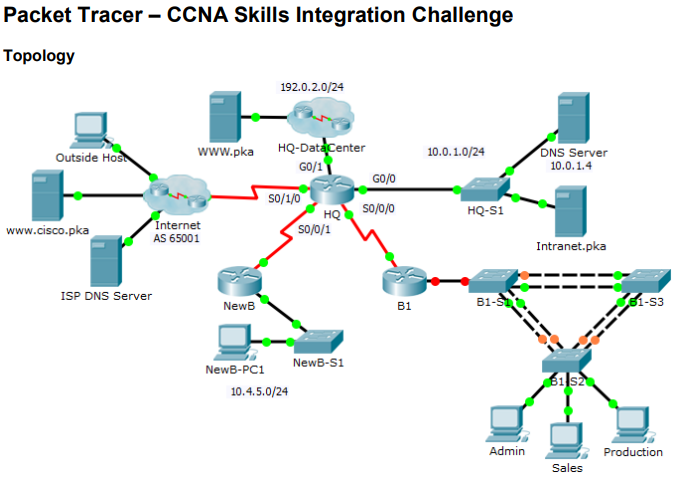 Packet Tracer – CCNA Skills Integration Challenge
Topology
192.0.2.0/24
WWW.pka
HQ-DataCenter
Outside Host
G0/1
10.0.1.0/24
DNS Server
10.0.1.4
G0/0
S0/1/0
HQ
HQ-S1
www.cisco.pka
Internet
AS 65001
S0/0/1
S0/0/0
Intranet.pka
ISP DNS Server
NewB
B1
B1-S1
B1-S3
NewB-PC1
NewB-S1
10.4.5.0/24
B1-S2
Admin
Sales
Production